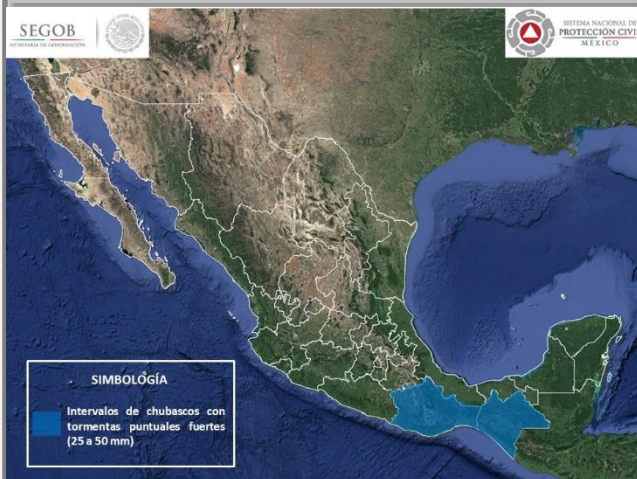 SEGOB
SECRETARÍA DE GOBERNACIÓN
SISTEMA NACIONAL DE
PROTECCIÓN CIVI
MÉXICO
SIMBOLOGÍA
Intervalos de chubascos con
tormentas puntuales fuertes
(25 a 50 mm)